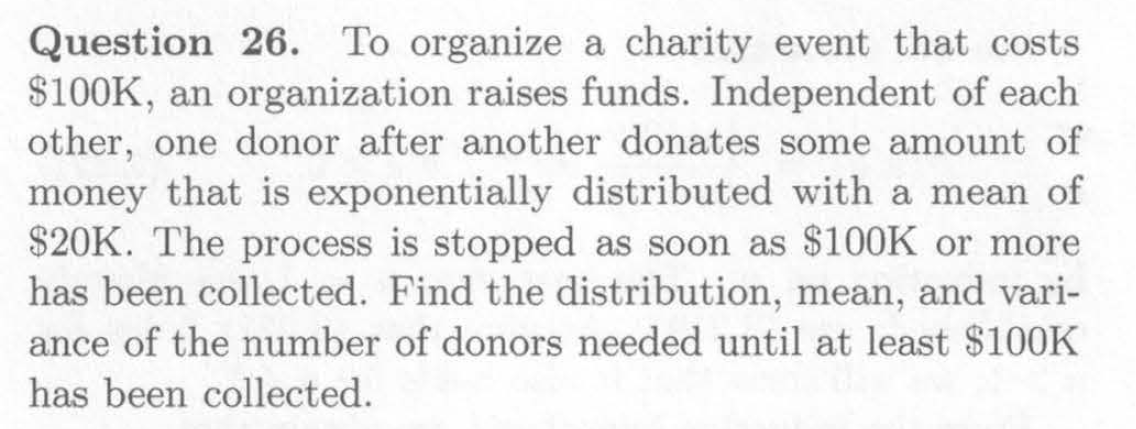 Question 26. To organize a charity event that costs
$100K, an organization raises funds. Independent of each
other, one donor after another donates some amount of
money that is exponentially distributed with a mean of
$20K. The process is stopped as soon as $100K or more
has been collected. Find the distribution, mean, and vari-
ance of the number of donors needed until at least $100K
has been collected.